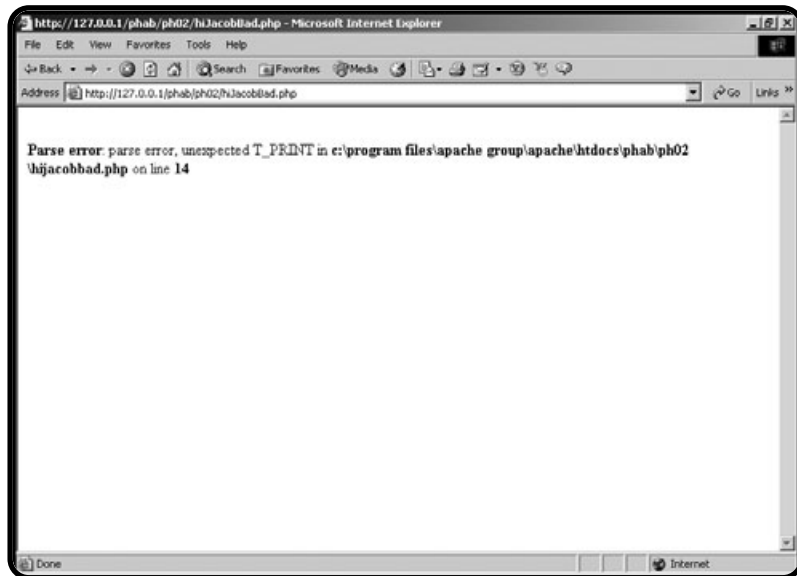 http://127.0.0.1/phab/ph02/hiJacobBad.php - Microsoft Internet Explorer
File Edit View Favorites Tools Help
Back Search Favorites Media
Address http://127.0.0.1/phab/ph02/hiJacobBad.php Go Links »
Parse error: parse error, unexpected T_PRINT in c:\program files\apache group\apache\htdocs\phab\ph02
\hijacobbad.php on line 14
Done Internet